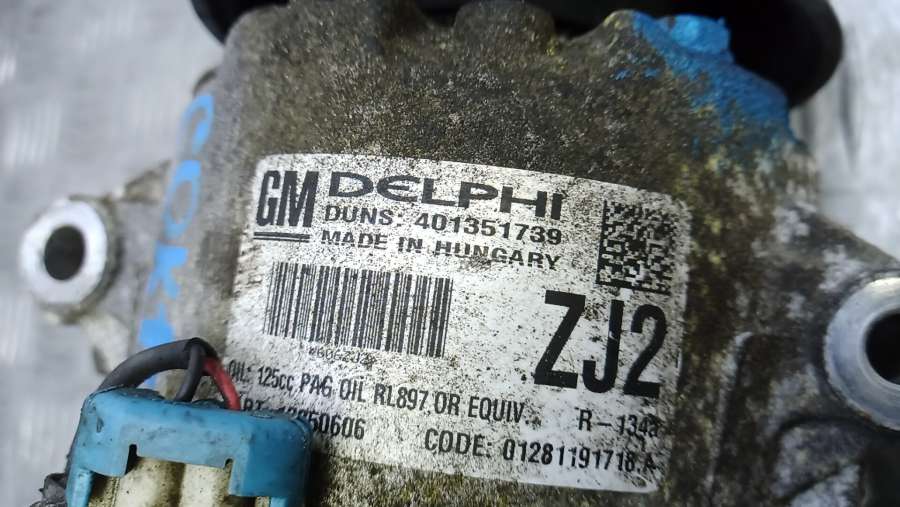 GM DELPHI
DUNS: 401351739
MADE IN HUNGARY
ZJ2
OIL: 125cc PAG OIL RL897 OR EQUIV. R-134a
CODE: 01281191718.A